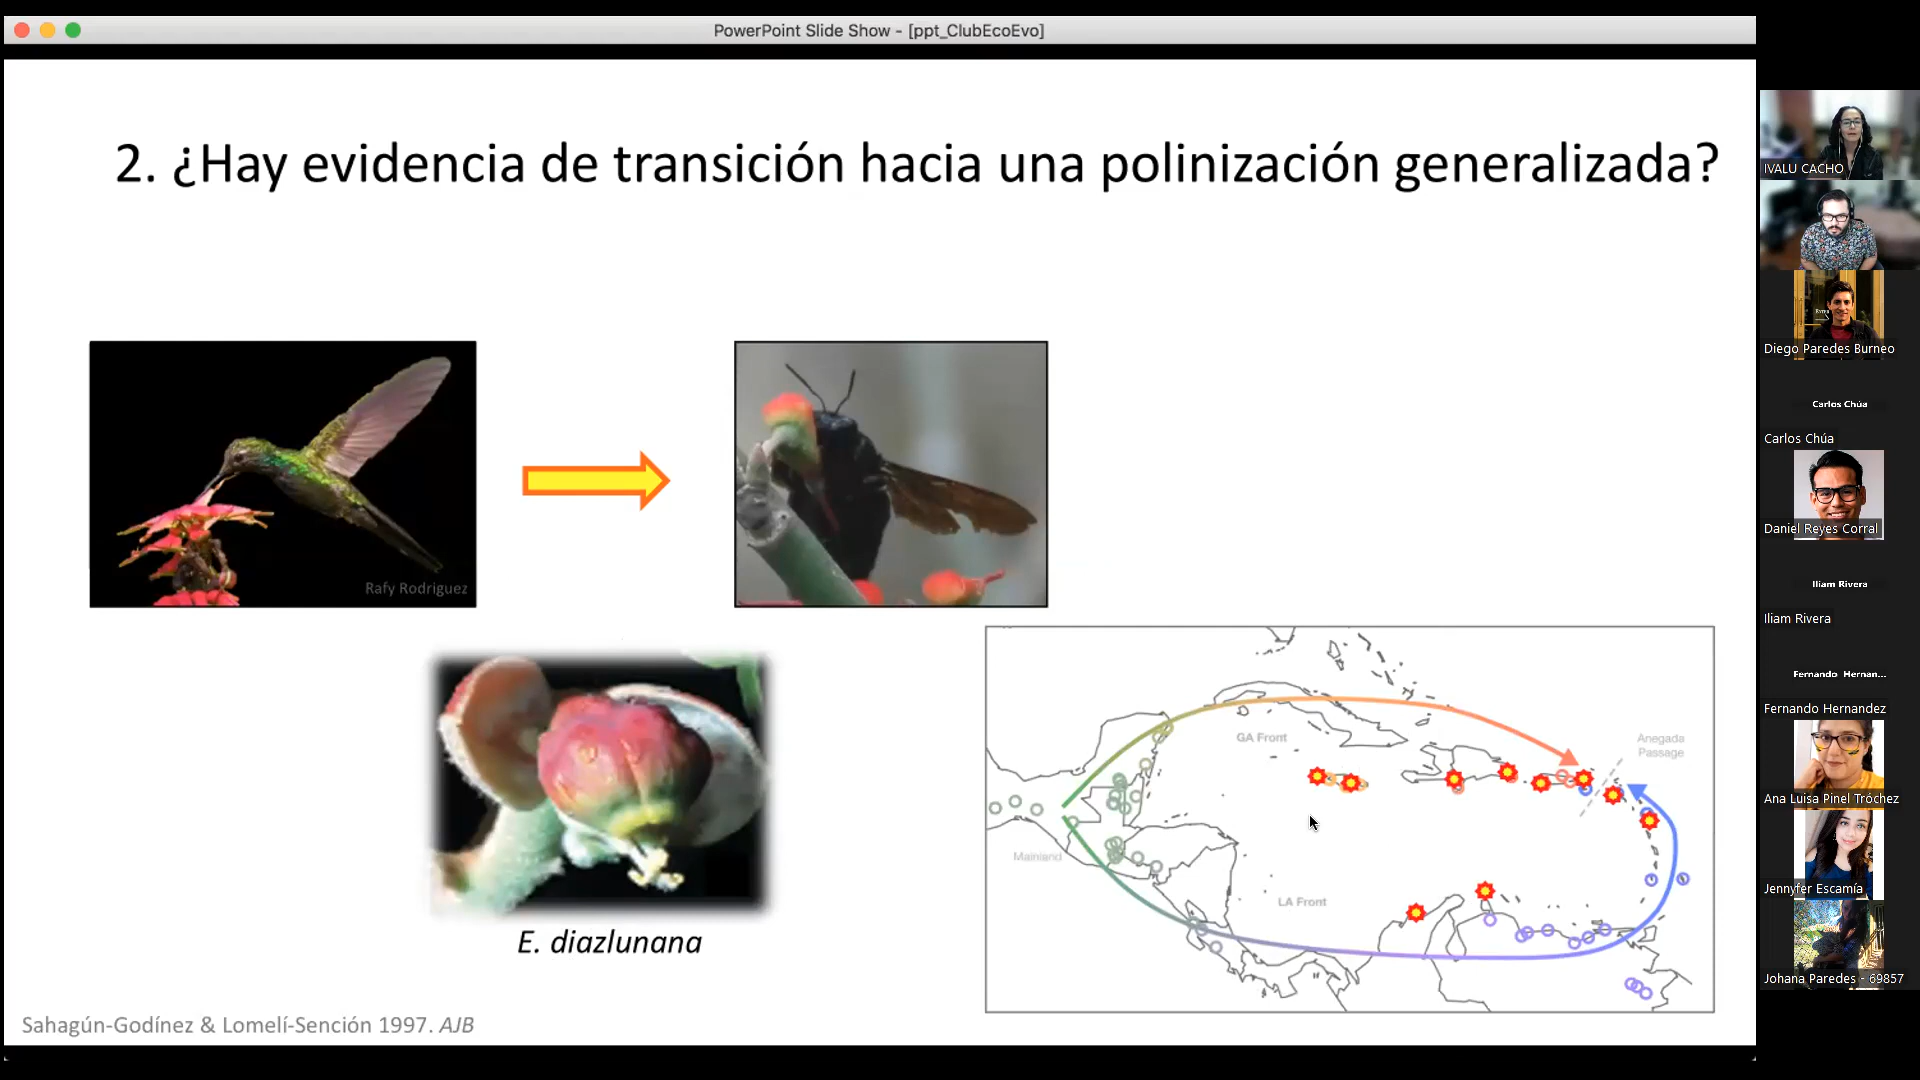 PowerPoint Slide Show - [ppt_ClubEcoEvo]
2. ¿Hay evidencia de transición hacia una polinización generalizada?
Rafy Rodriguez
E. diazlunana
GA Front
Anegada
Passage
Mainland
LA Front
Sahagún-Godínez & Lomelí-Sención 1997. AJB
IVALU CACHO
Diego Paredes Burneo
Carlos Chúa
Carlos Chúa
Daniel Reyes Corral
Iliam Rivera
Iliam Rivera
Fernando Hernan...
Fernando Hernandez
Ana Luisa Pinel Tróchez
Jennyfer Escamía
Johana Paredes - 69857